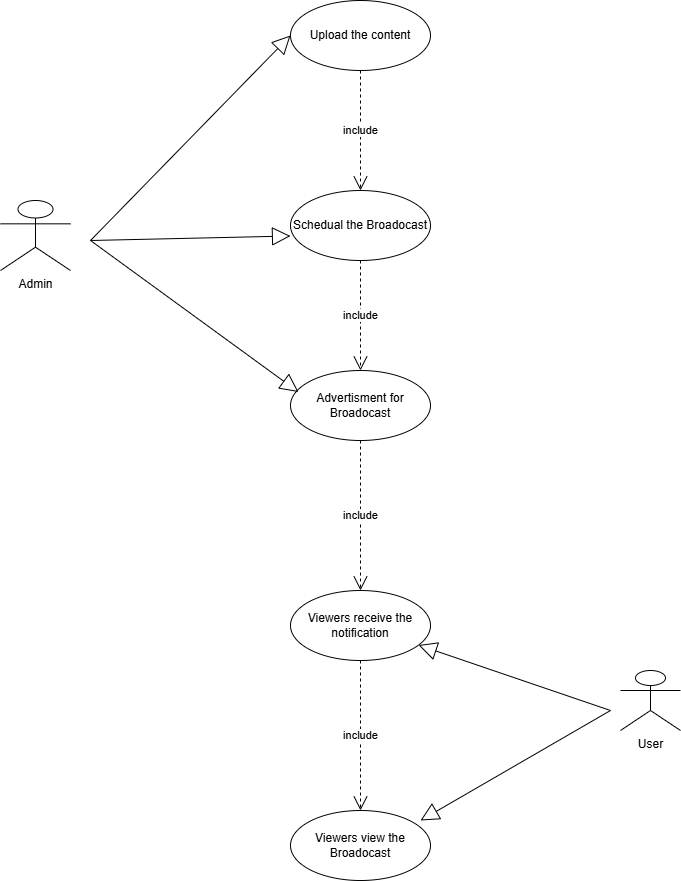 Upload the content
include
Schedual the Broadocast
include
Admin
Advertisment for
Broadocast
include
Viewers receive the
notification
include
User
Viewers view the
Broadocast